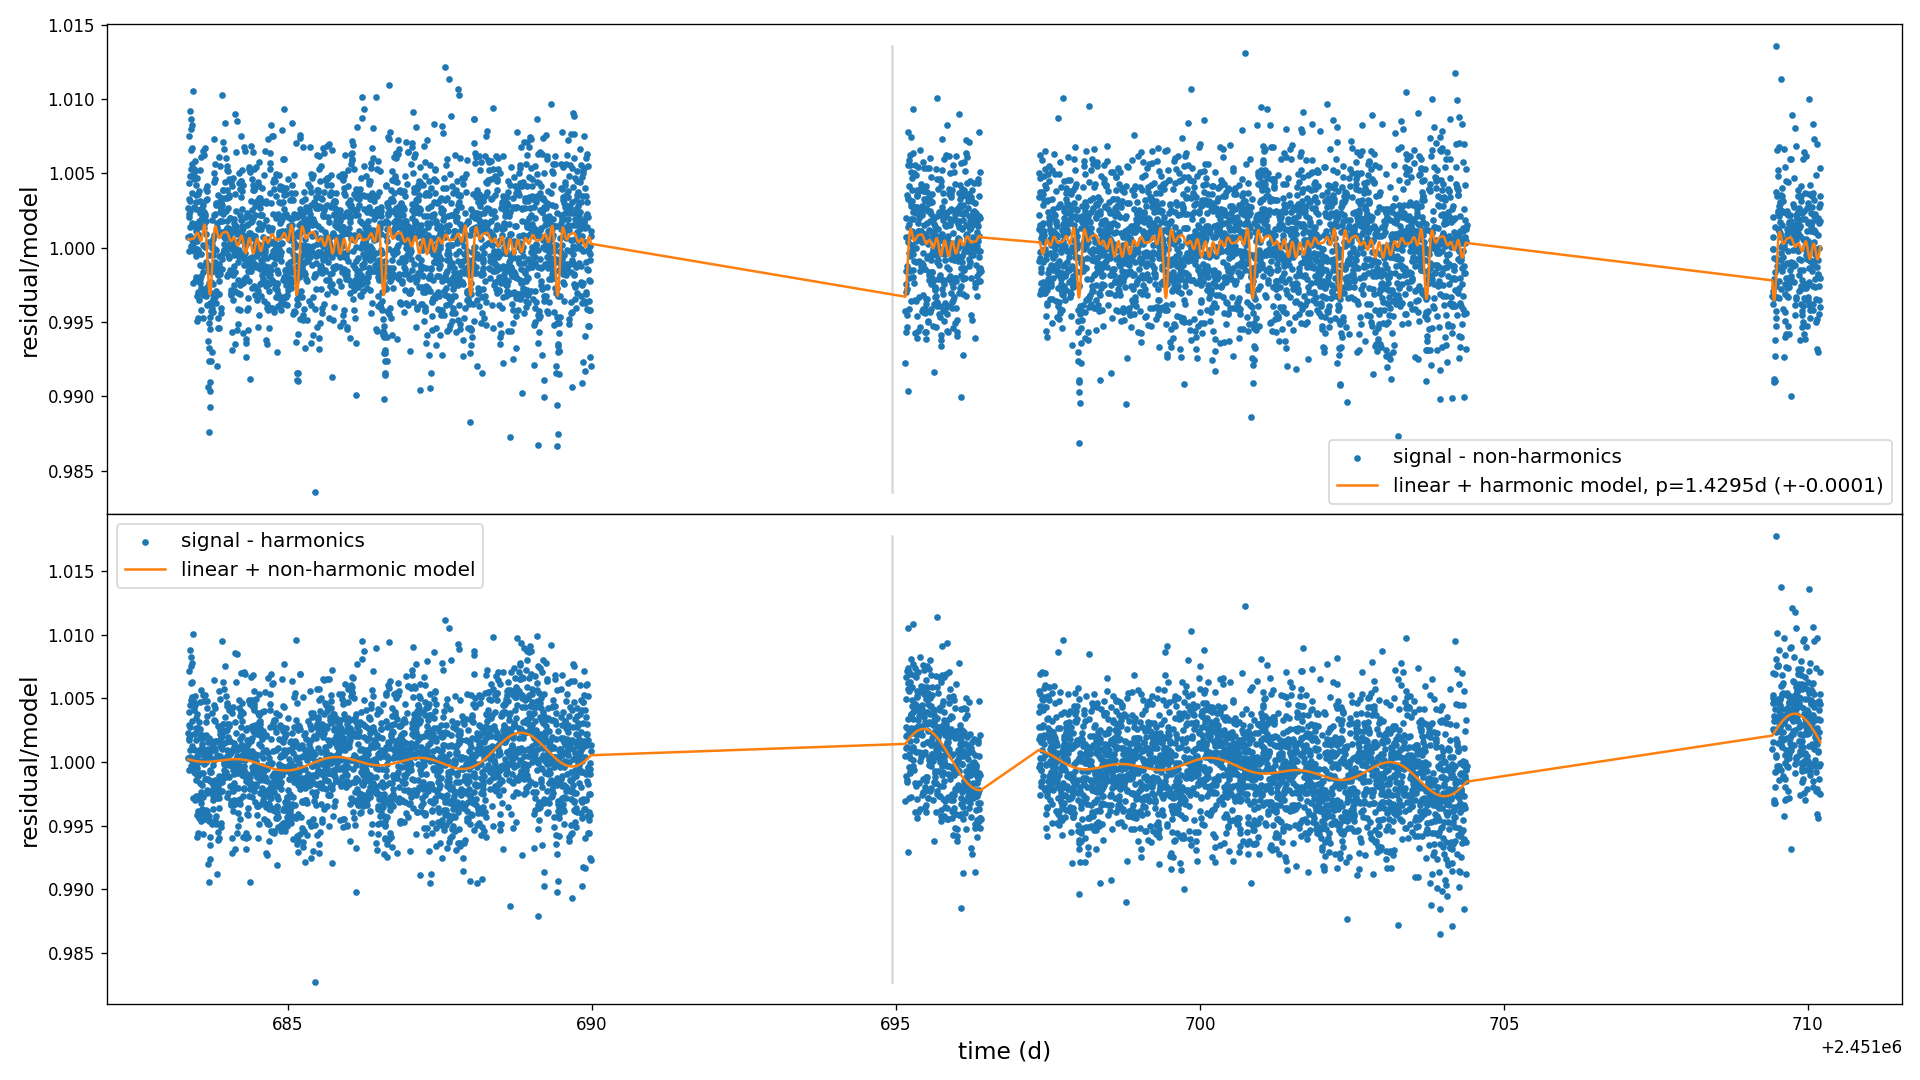 1.015
1.010
1.005
1.000
0.995
0.990
0.985
residual/model
signal - non-harmonics
linear + harmonic model, p=1.4295d (+-0.0001)
signal - harmonics
linear + non-harmonic model
1.015
1.010
1.005
1.000
0.995
0.990
0.985
residual/model
685 690 695 700 705 710
time (d)
+2.451e6